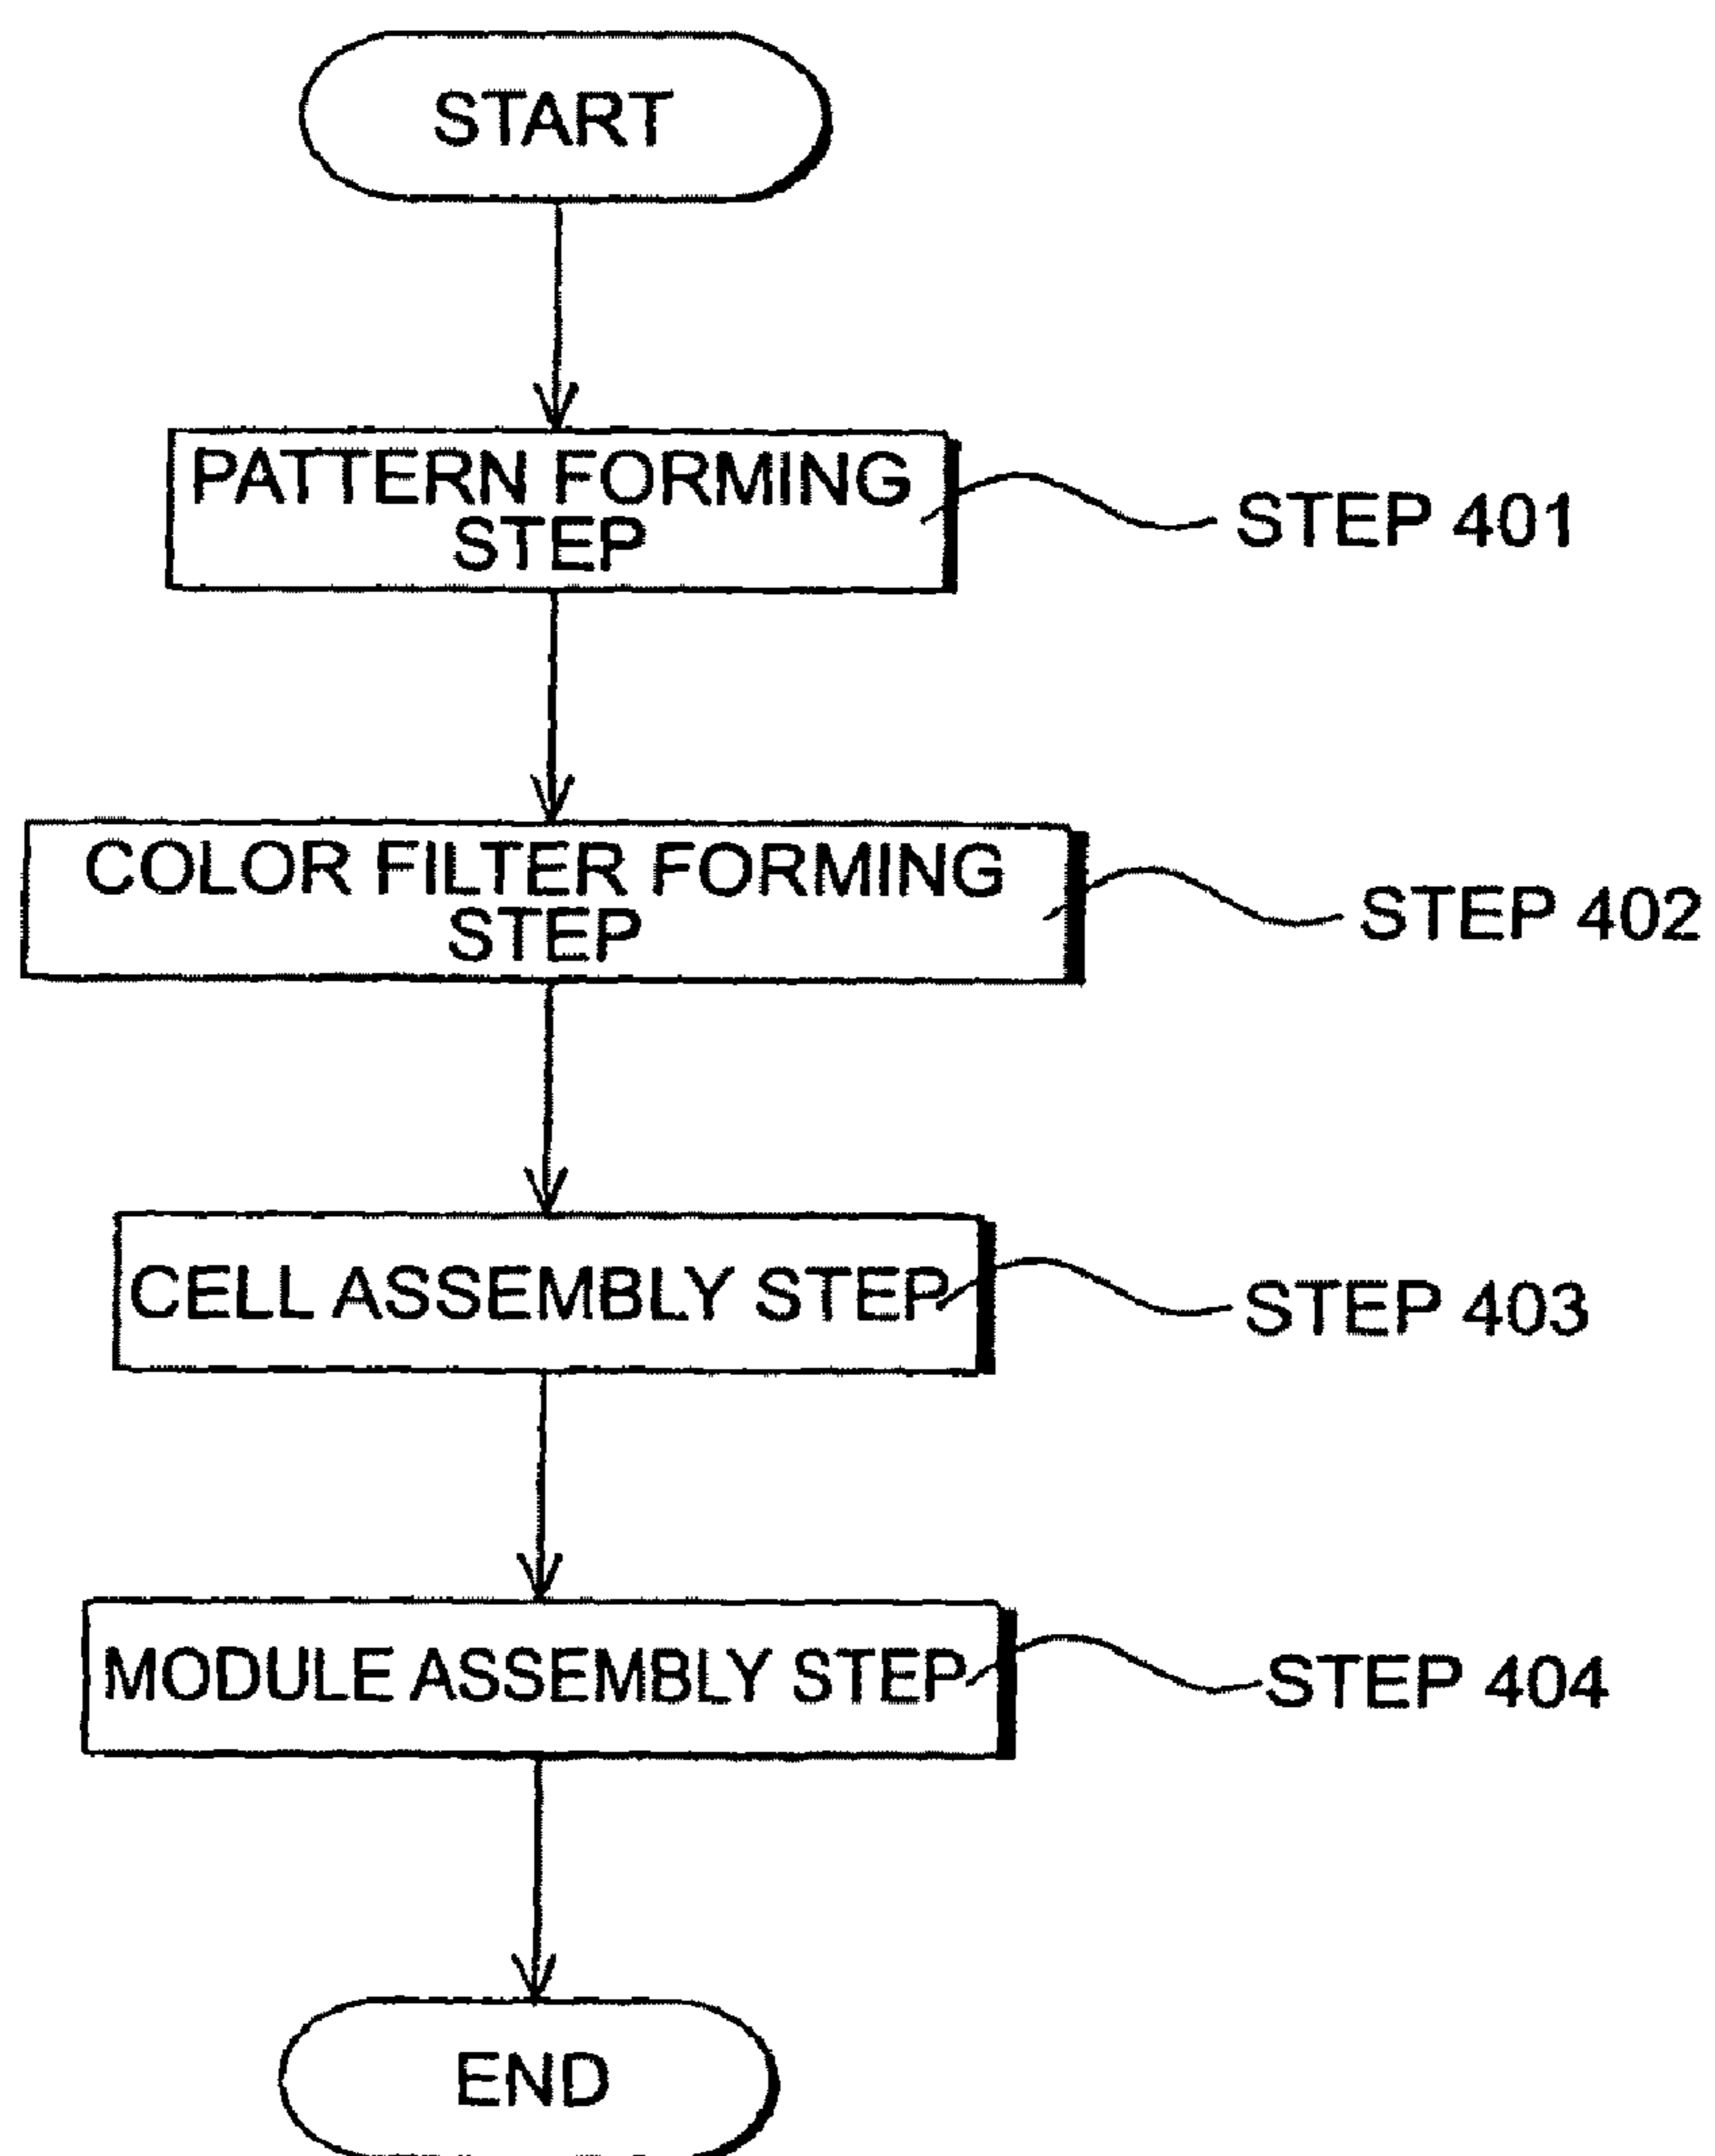 START
PATTERN FORMING
STEP
STEP 401
COLOR FILTER FORMING
STEP
STEP 402
CELL ASSEMBLY STEP
STEP 403
MODULE ASSEMBLY STEP
STEP 404
END